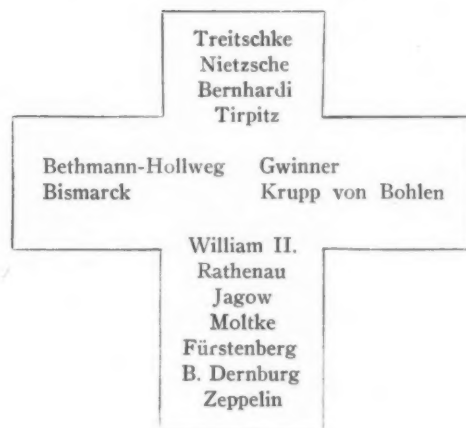 Treitschke
Nietzsche
Bernhardi
Tirpitz
Bethmann-Hollweg Gwinner
Bismarck Krupp von Bohlen
William II.
Rathenau
Jagow
Moltke
Fürstenberg
B. Dernburg
Zeppelin